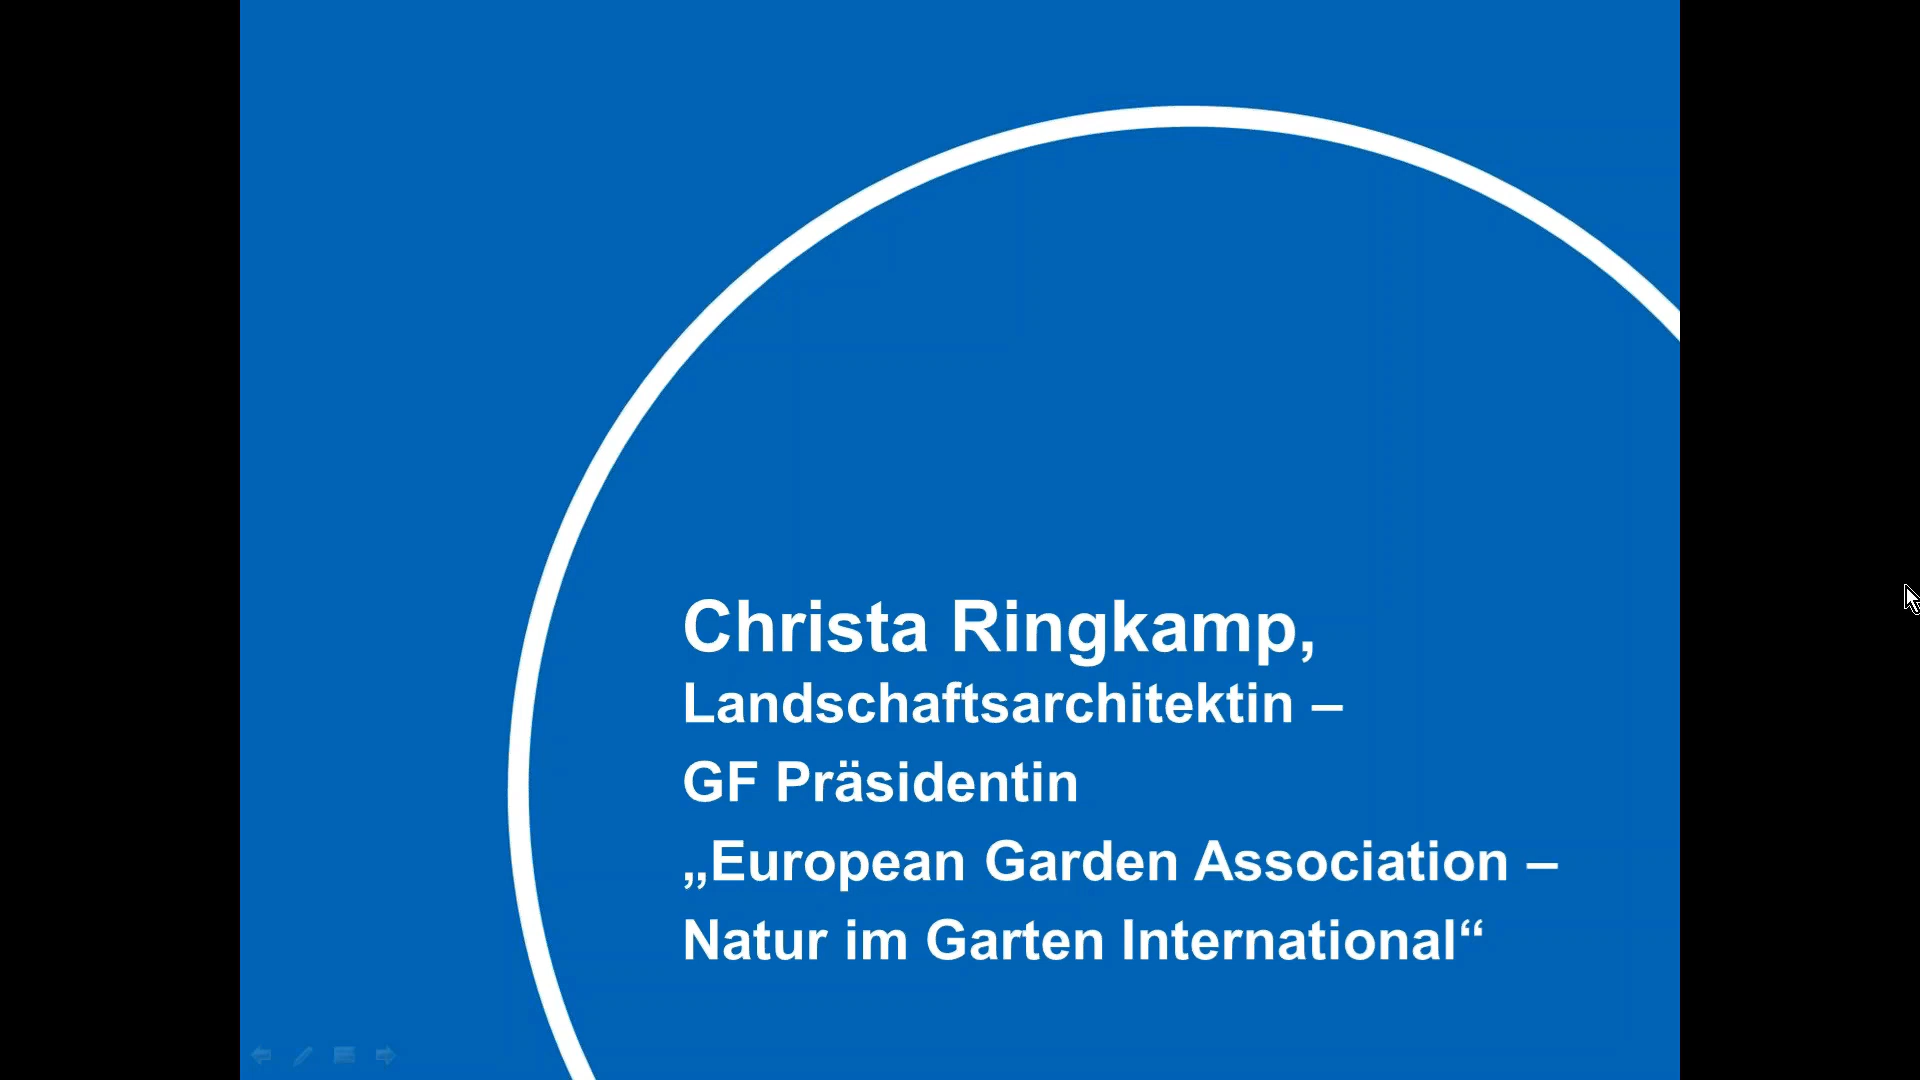 Christa Ringkamp,
Landschaftsarchitektin –
GF Präsidentin
„European Garden Association –
Natur im Garten International“